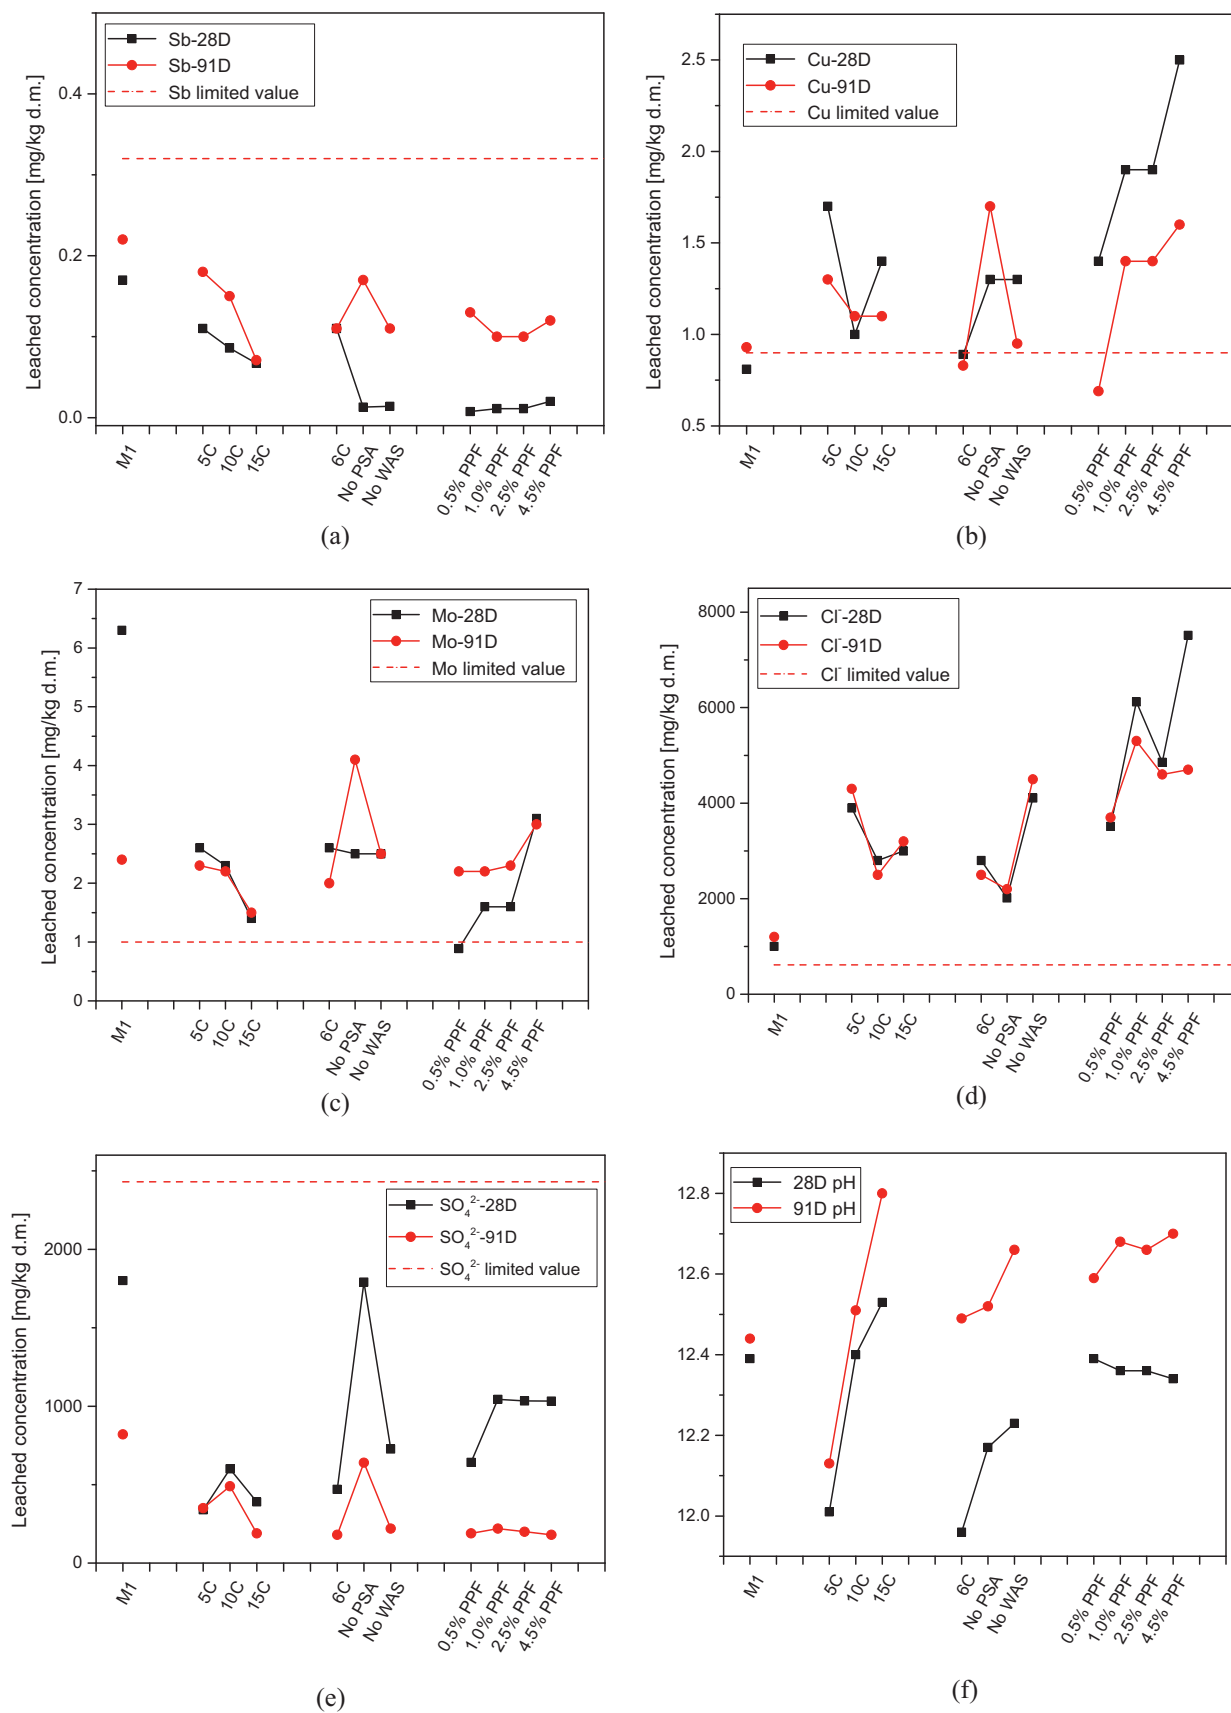 Sb-28D
Sb-91D
Sb limited value
Leached concentration [mg/kg d.m.]
0.4
0.2
0.0
M1
5C
10C
15C
6C
No PSA
No WAS
0.5% PPF
1.0% PPF
2.5% PPF
4.5% PPF
(a)
Cu-28D
Cu-91D
Cu limited value
Leached concentration [mg/kg d.m.]
2.5
2.0
1.5
1.0
0.5
M1
5C
10C
15C
6C
No PSA
No WAS
0.5% PPF
1.0% PPF
2.5% PPF
4.5% PPF
(b)
Mo-28D
Mo-91D
Mo limited value
Leached concentration [mg/kg d.m.]
7
6
5
4
3
2
1
0
M1
5C
10C
15C
6C
No PSA
No WAS
0.5% PPF
1.0% PPF
2.5% PPF
4.5% PPF
(c)
Cl⁻-28D
Cl⁻-91D
Cl⁻ limited value
Leached concentration [mg/kg d.m.]
8000
6000
4000
2000
0
M1
5C
10C
15C
6C
No PSA
No WAS
0.5% PPF
1.0% PPF
2.5% PPF
4.5% PPF
(d)
SO₄²⁻-28D
SO₄²⁻-91D
SO₄²⁻ limited value
Leached concentration [mg/kg d.m.]
2000
1000
0
M1
5C
10C
15C
6C
No PSA
No WAS
0.5% PPF
1.0% PPF
2.5% PPF
4.5% PPF
(e)
28D pH
91D pH
12.8
12.6
12.4
12.2
12.0
M1
5C
10C
15C
6C
No PSA
No WAS
0.5% PPF
1.0% PPF
2.5% PPF
4.5% PPF
(f)